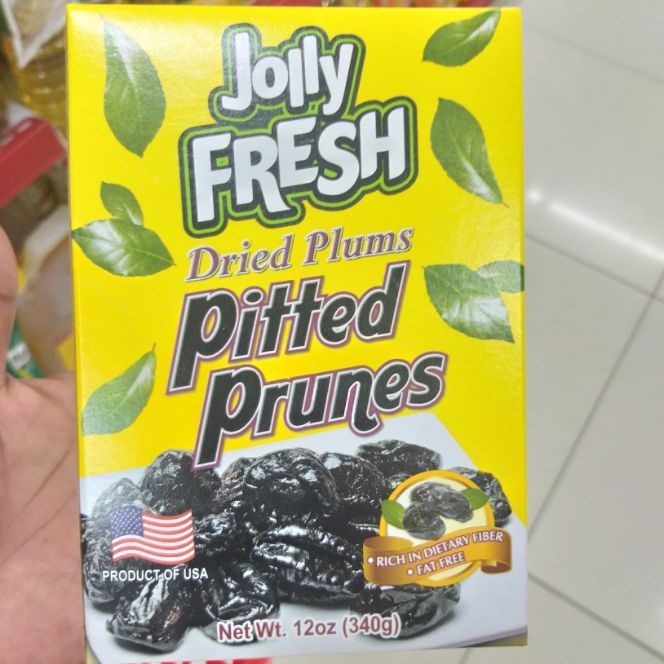 Jolly
FRESH
Dried Plums
Pitted
Prunes
• RICH IN DIETARY FIBER
• FAT FREE
PRODUCT OF USA
Net Wt. 12oz (340g)